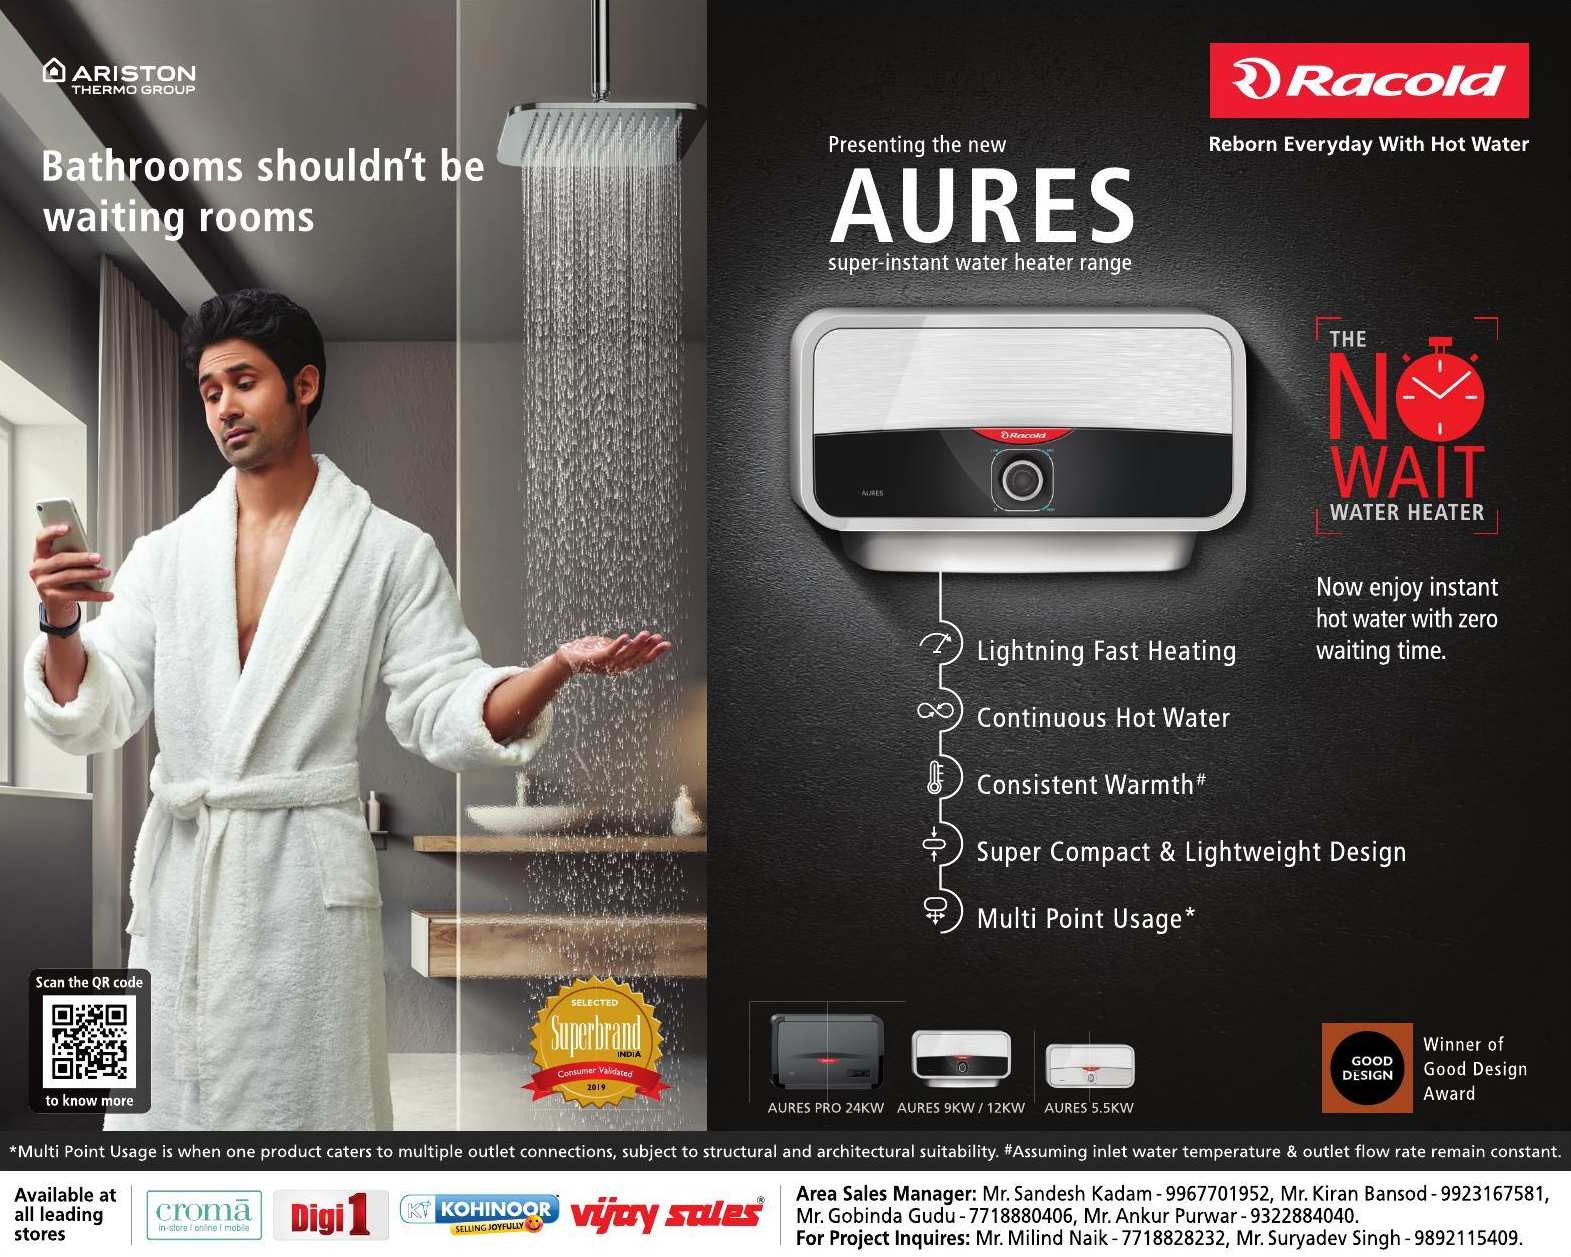 ARISTON
THERMO GROUP
Bathrooms shouldn't be
waiting rooms
Racold
Reborn Everyday With Hot Water
Presenting the new
AURES
super-instant water heater range
Racold
AURES
THE
NO
WAIT
WATER HEATER
Now enjoy instant
hot water with zero
waiting time.
Lightning Fast Heating
Continuous Hot Water
Consistent Warmth#
Super Compact & Lightweight Design
Multi Point Usage*
Scan the QR code
to know more
SELECTED
Superbrand
INDIA
Consumer Validated
2019
AURES PRO 24KW
AURES 9KW / 12KW
AURES 5.5KW
GOOD
DESIGN
Winner of
Good Design
Award
*Multi Point Usage is when one product caters to multiple outlet connections, subject to structural and architectural suitability. #Assuming inlet water temperature & outlet flow rate remain constant.
Available at
all leading
stores
cromā
in-store | online | mobile
Digi1
K KOHINOOR
SELLING JOYFULLY
vijay sales®
Area Sales Manager: Mr. Sandesh Kadam - 9967701952, Mr. Kiran Bansod - 9923167581,
Mr. Gobinda Gudu - 7718880406, Mr. Ankur Purwar - 9322884040.
For Project Inquires: Mr. Milind Naik - 7718828232, Mr. Suryadev Singh - 9892115409.